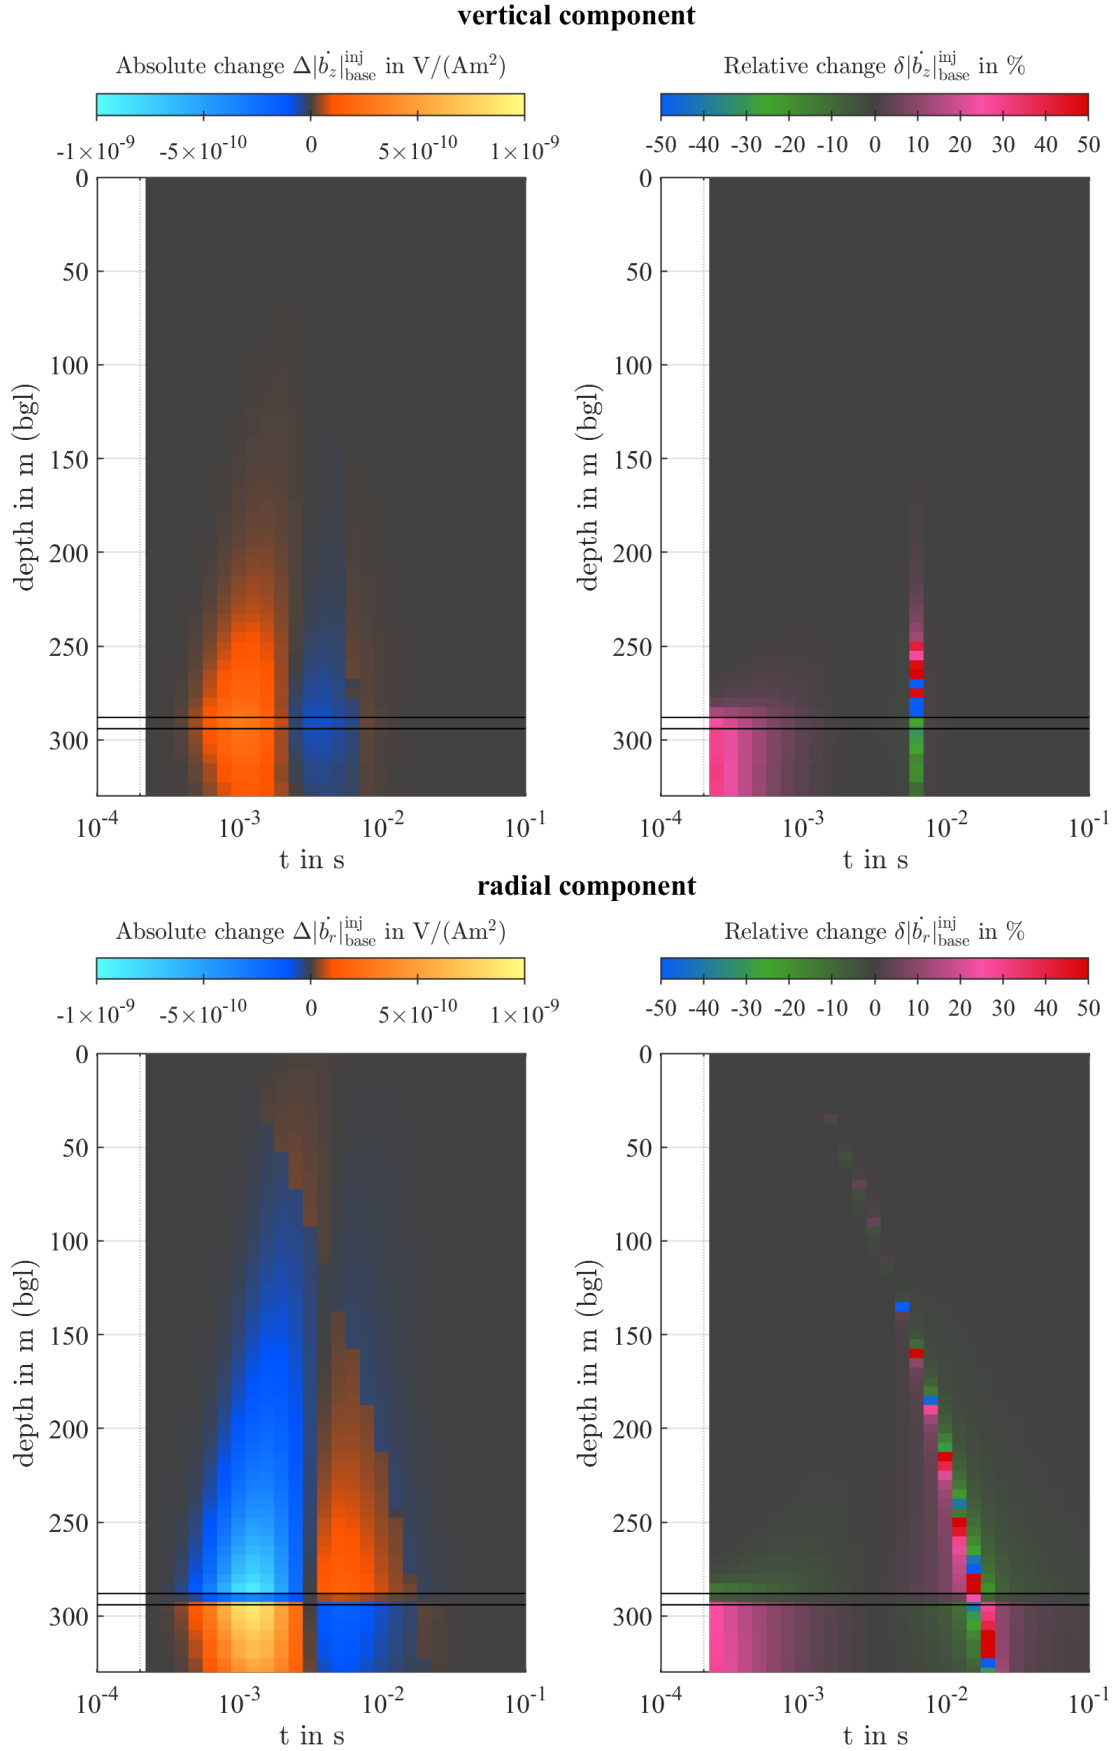 vertical component
Absolute change Δ|ḃ_z|^inj_base in V/(Am²) Relative change δ|ḃ_z|^inj_base in %
-1×10⁻⁹ -5×10⁻¹⁰ 0 5×10⁻¹⁰ 1×10⁻⁹ -50 -40 -30 -20 -10 0 10 20 30 40 50
0 0
50 50
100 100
150 150
depth in m (bgl) depth in m (bgl)
200 200
250 250
300 300
10⁻⁴ 10⁻³ 10⁻² 10⁻¹ 10⁻⁴ 10⁻³ 10⁻² 10⁻¹
t in s t in s
radial component
Absolute change Δ|ḃ_r|^inj_base in V/(Am²) Relative change δ|ḃ_r|^inj_base in %
-1×10⁻⁹ -5×10⁻¹⁰ 0 5×10⁻¹⁰ 1×10⁻⁹ -50 -40 -30 -20 -10 0 10 20 30 40 50
0 0
50 50
100 100
150 150
depth in m (bgl) depth in m (bgl)
200 200
250 250
300 300
10⁻⁴ 10⁻³ 10⁻² 10⁻¹ 10⁻⁴ 10⁻³ 10⁻² 10⁻¹
t in s t in s